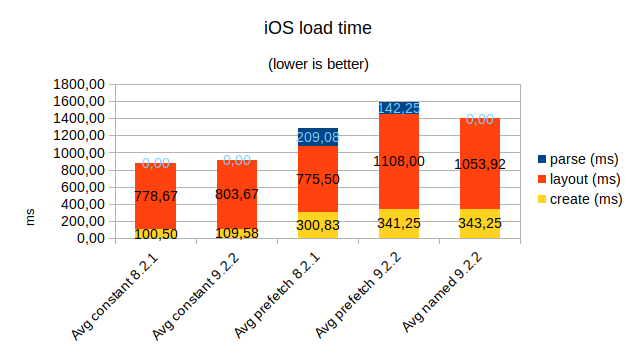 iOS load time
(lower is better)
1800,00
1600,00
1400,00
1200,00
1000,00
800,00
600,00
400,00
200,00
0,00
ms
0,00
778,67
100,50
0,00
803,67
109,58
209,08
775,50
300,83
142,25
1108,00
341,25
0,00
1053,92
343,25
Avg constant 8.2.1
Avg constant 9.2.2
Avg prefetch 8.2.1
Avg prefetch 9.2.2
Avg named 9.2.2
parse (ms)
layout (ms)
create (ms)